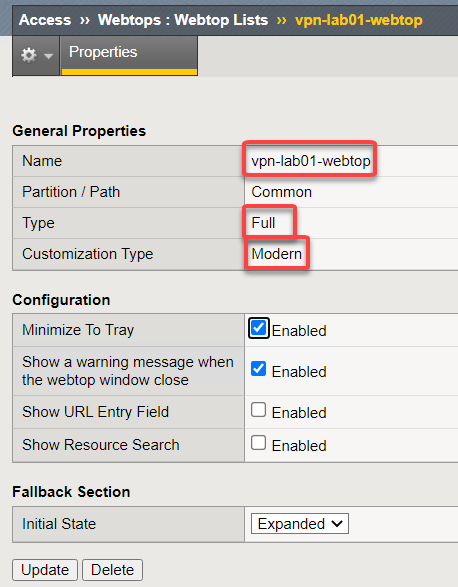 Access ›› Webtops : Webtop Lists ›› vpn-lab01-webtop
Properties
General Properties
Name vpn-lab01-webtop
Partition / Path Common
Type Full
Customization Type Modern
Configuration
Minimize To Tray Enabled
Show a warning message when
the webtop window close Enabled
Show URL Entry Field Enabled
Show Resource Search Enabled
Fallback Section
Initial State Expanded
Update Delete